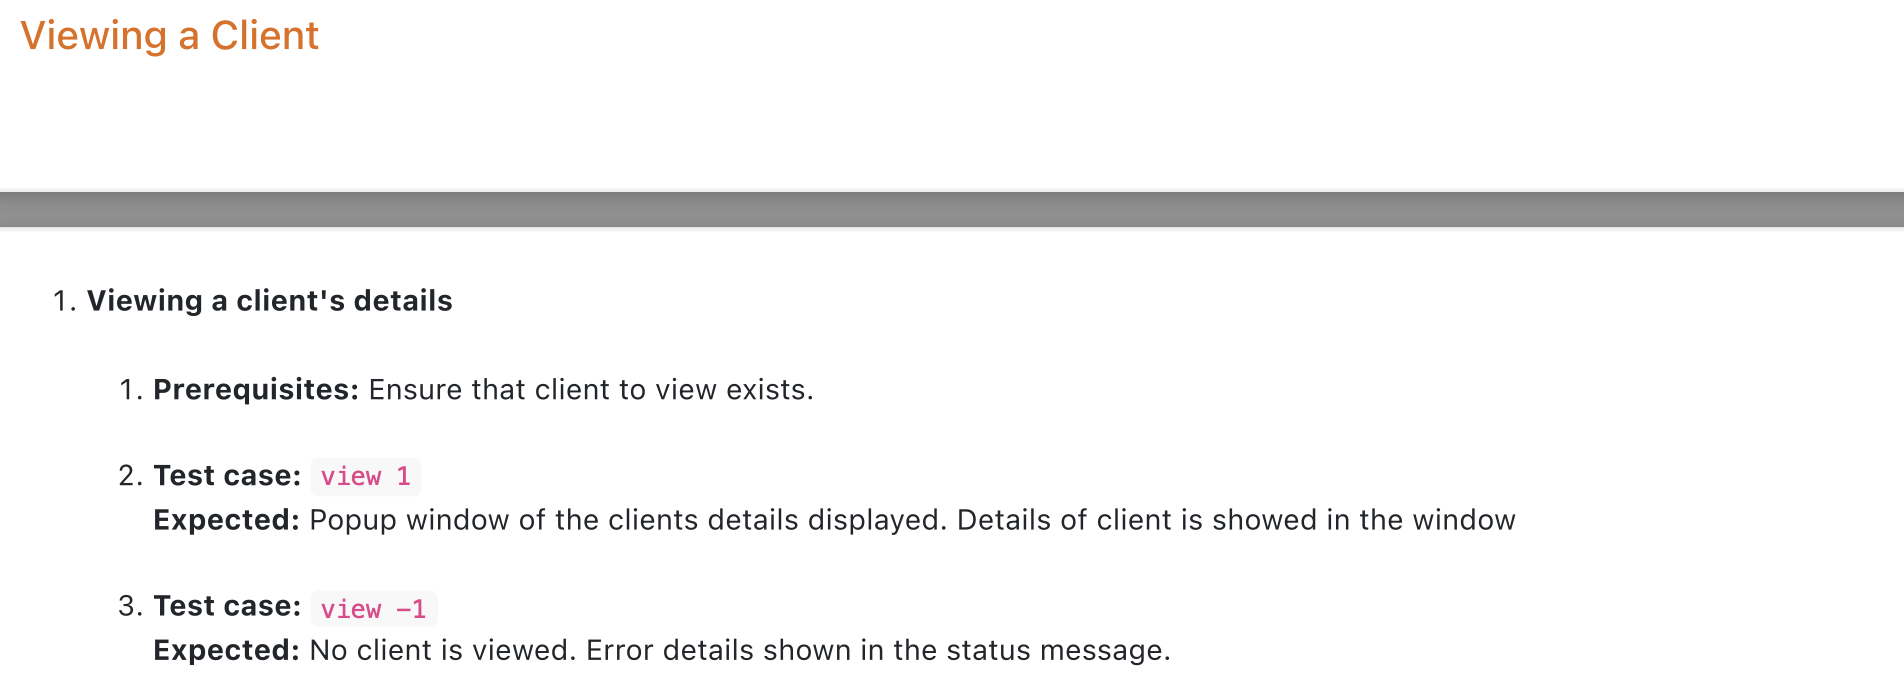 Viewing a Client
1. Viewing a client's details
1. Prerequisites: Ensure that client to view exists.
2. Test case: view 1
Expected: Popup window of the clients details displayed. Details of client is showed in the window
3. Test case: view -1
Expected: No client is viewed. Error details shown in the status message.